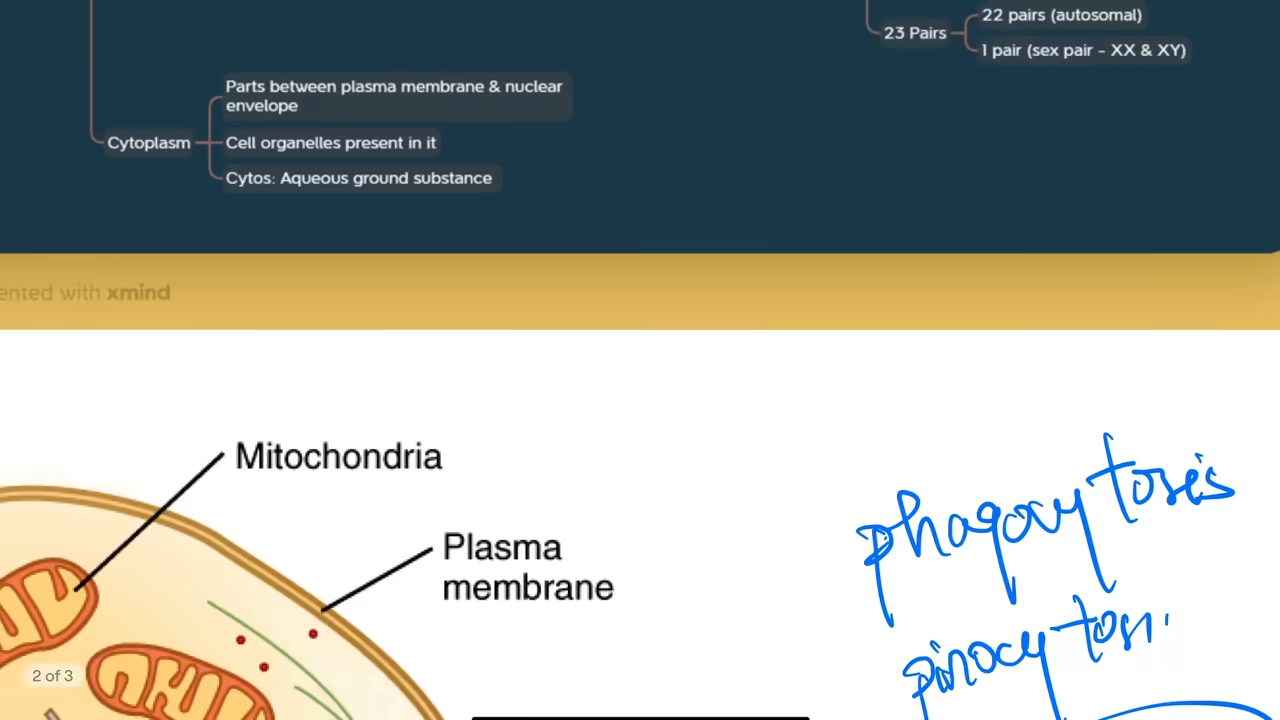 22 pairs (autosomal)
23 Pairs
1 pair (sex pair - XX & XY)
Parts between plasma membrane & nuclear
envelope
Cytoplasm
Cell organelles present in it
Cytos: Aqueous ground substance
ented with xmind
Mitochondria
Plasma
membrane
phagocytosis
pinocytosi
2 of 3